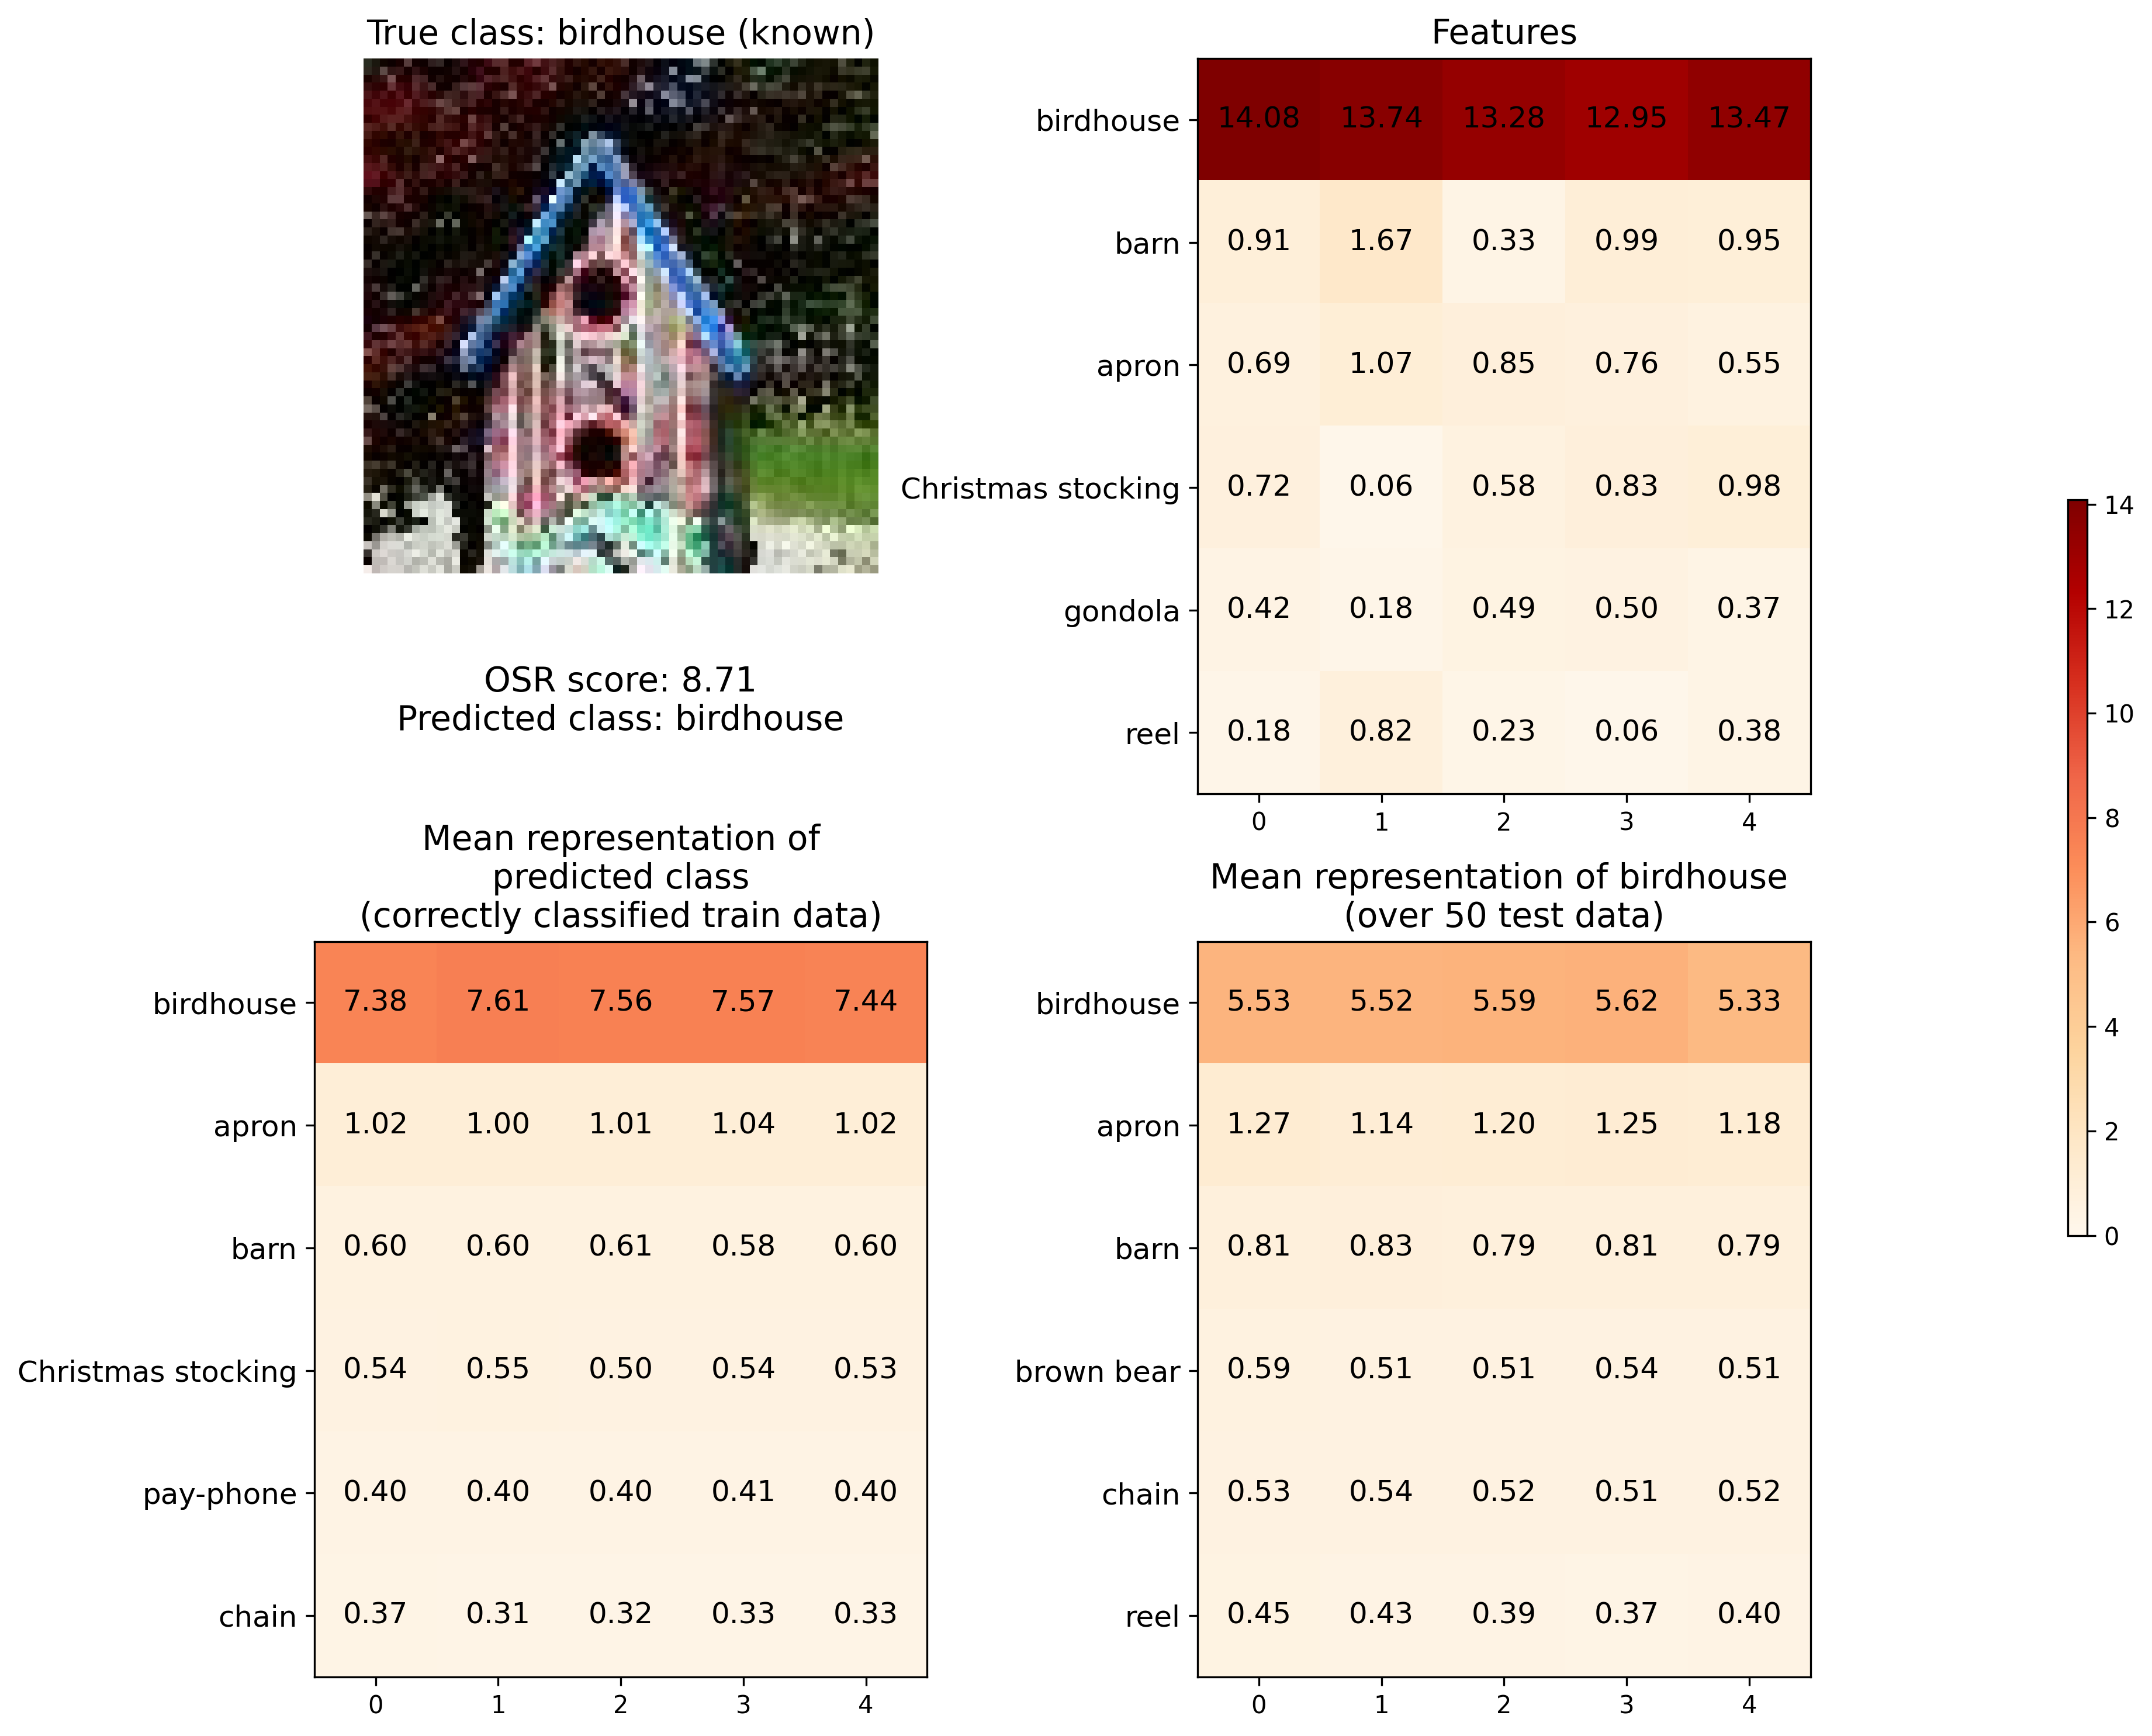 True class: birdhouse (known)
OSR score: 8.71
Predicted class: birdhouse
Features
birdhouse 14.08 13.74 13.28 12.95 13.47
barn 0.91 1.67 0.33 0.99 0.95
apron 0.69 1.07 0.85 0.76 0.55
Christmas stocking 0.72 0.06 0.58 0.83 0.98
gondola 0.42 0.18 0.49 0.50 0.37
reel 0.18 0.82 0.23 0.06 0.38
0 1 2 3 4
Mean representation of
predicted class
(correctly classified train data)
birdhouse 7.38 7.61 7.56 7.57 7.44
apron 1.02 1.00 1.01 1.04 1.02
barn 0.60 0.60 0.61 0.58 0.60
Christmas stocking 0.54 0.55 0.50 0.54 0.53
pay-phone 0.40 0.40 0.40 0.41 0.40
chain 0.37 0.31 0.32 0.33 0.33
0 1 2 3 4
Mean representation of birdhouse
(over 50 test data)
birdhouse 5.53 5.52 5.59 5.62 5.33
apron 1.27 1.14 1.20 1.25 1.18
barn 0.81 0.83 0.79 0.81 0.79
brown bear 0.59 0.51 0.51 0.54 0.51
chain 0.53 0.54 0.52 0.51 0.52
reel 0.45 0.43 0.39 0.37 0.40
0 1 2 3 4
14
12
10
8
6
4
2
0